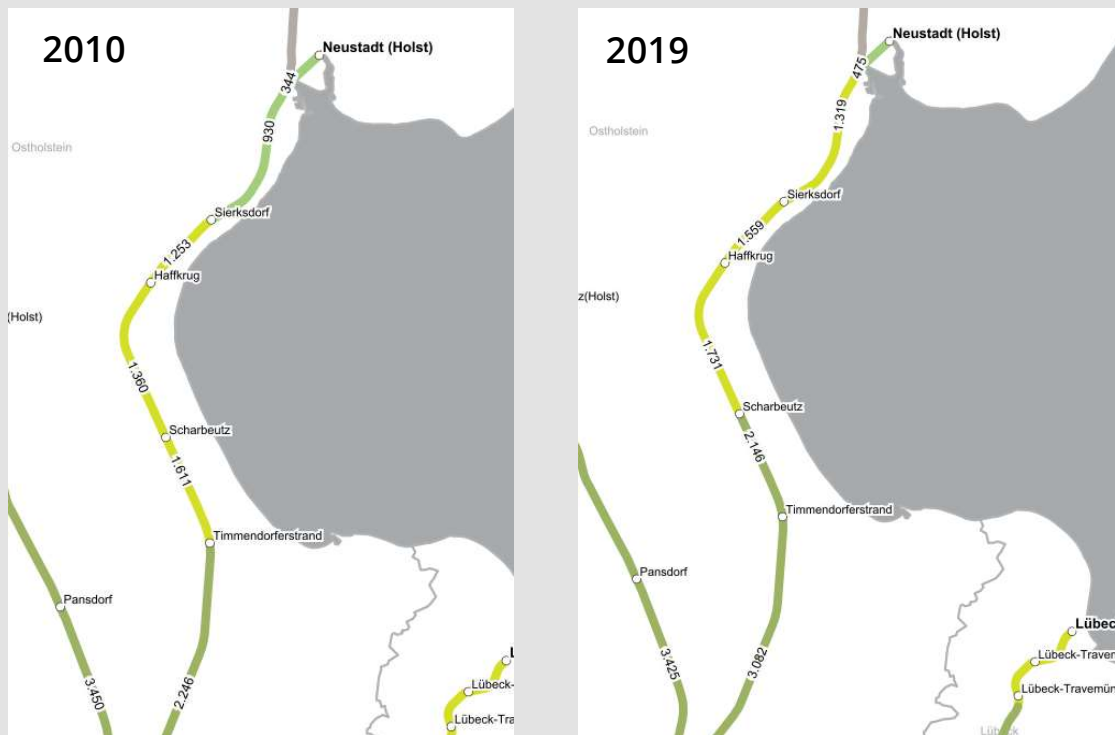 2010
Neustadt (Holst)
344
930
Ostholstein
Sierksdorf
1.253
Haffkrug
(Holst)
1.360
Scharbeutz
1.611
Timmendorferstrand
Pansdorf
3.450
2.246
L
Lübeck-
Lübeck-Tra
2019
Neustadt (Holst)
475
1.319
Ostholstein
Sierksdorf
1.559
Haffkrug
z(Holst)
1.731
Scharbeutz
2.146
Timmendorferstrand
Pansdorf
Lübec
Lübeck-Traver
3.425
3.082
Lübeck-Travemün
Lübeck